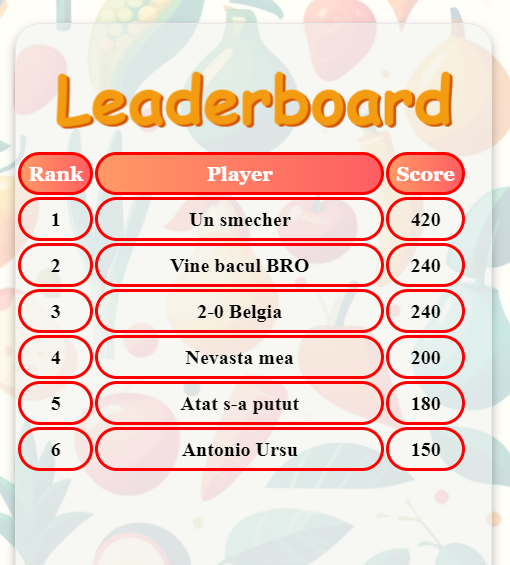 Leaderboard
Rank Player Score
1 Un smecher 420
2 Vine bacul BRO 240
3 2-0 Belgia 240
4 Nevasta mea 200
5 Atat s-a putut 180
6 Antonio Ursu 150